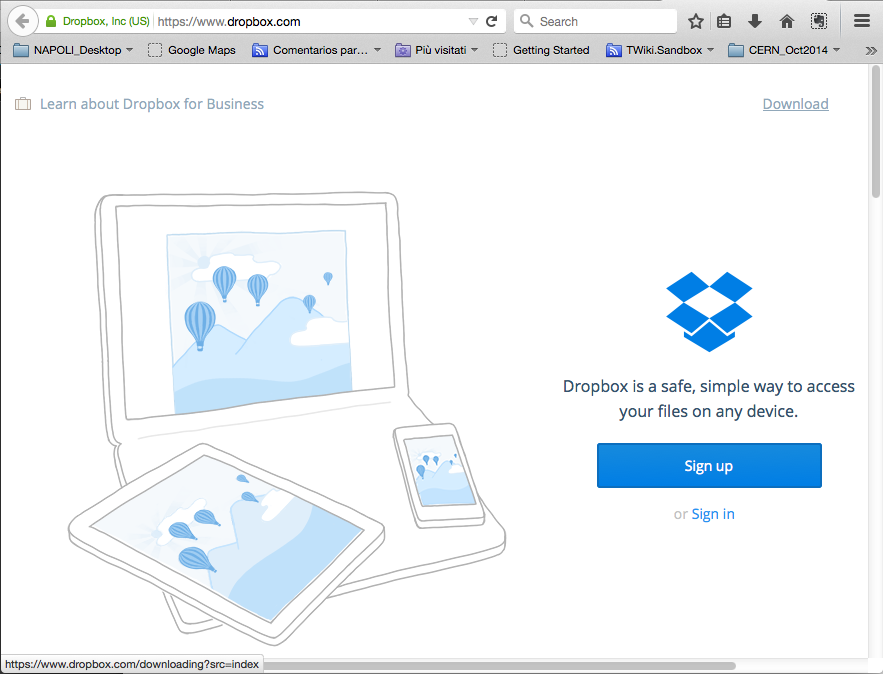 Dropbox, Inc (US) https://www.dropbox.com Search
NAPOLI_Desktop Google Maps Comentarios par... Più visitati Getting Started TWiki.Sandbox CERN_Oct2014
Learn about Dropbox for Business Download
Dropbox is a safe, simple way to access
your files on any device.
Sign up
or Sign in
https://www.dropbox.com/downloading?src=index